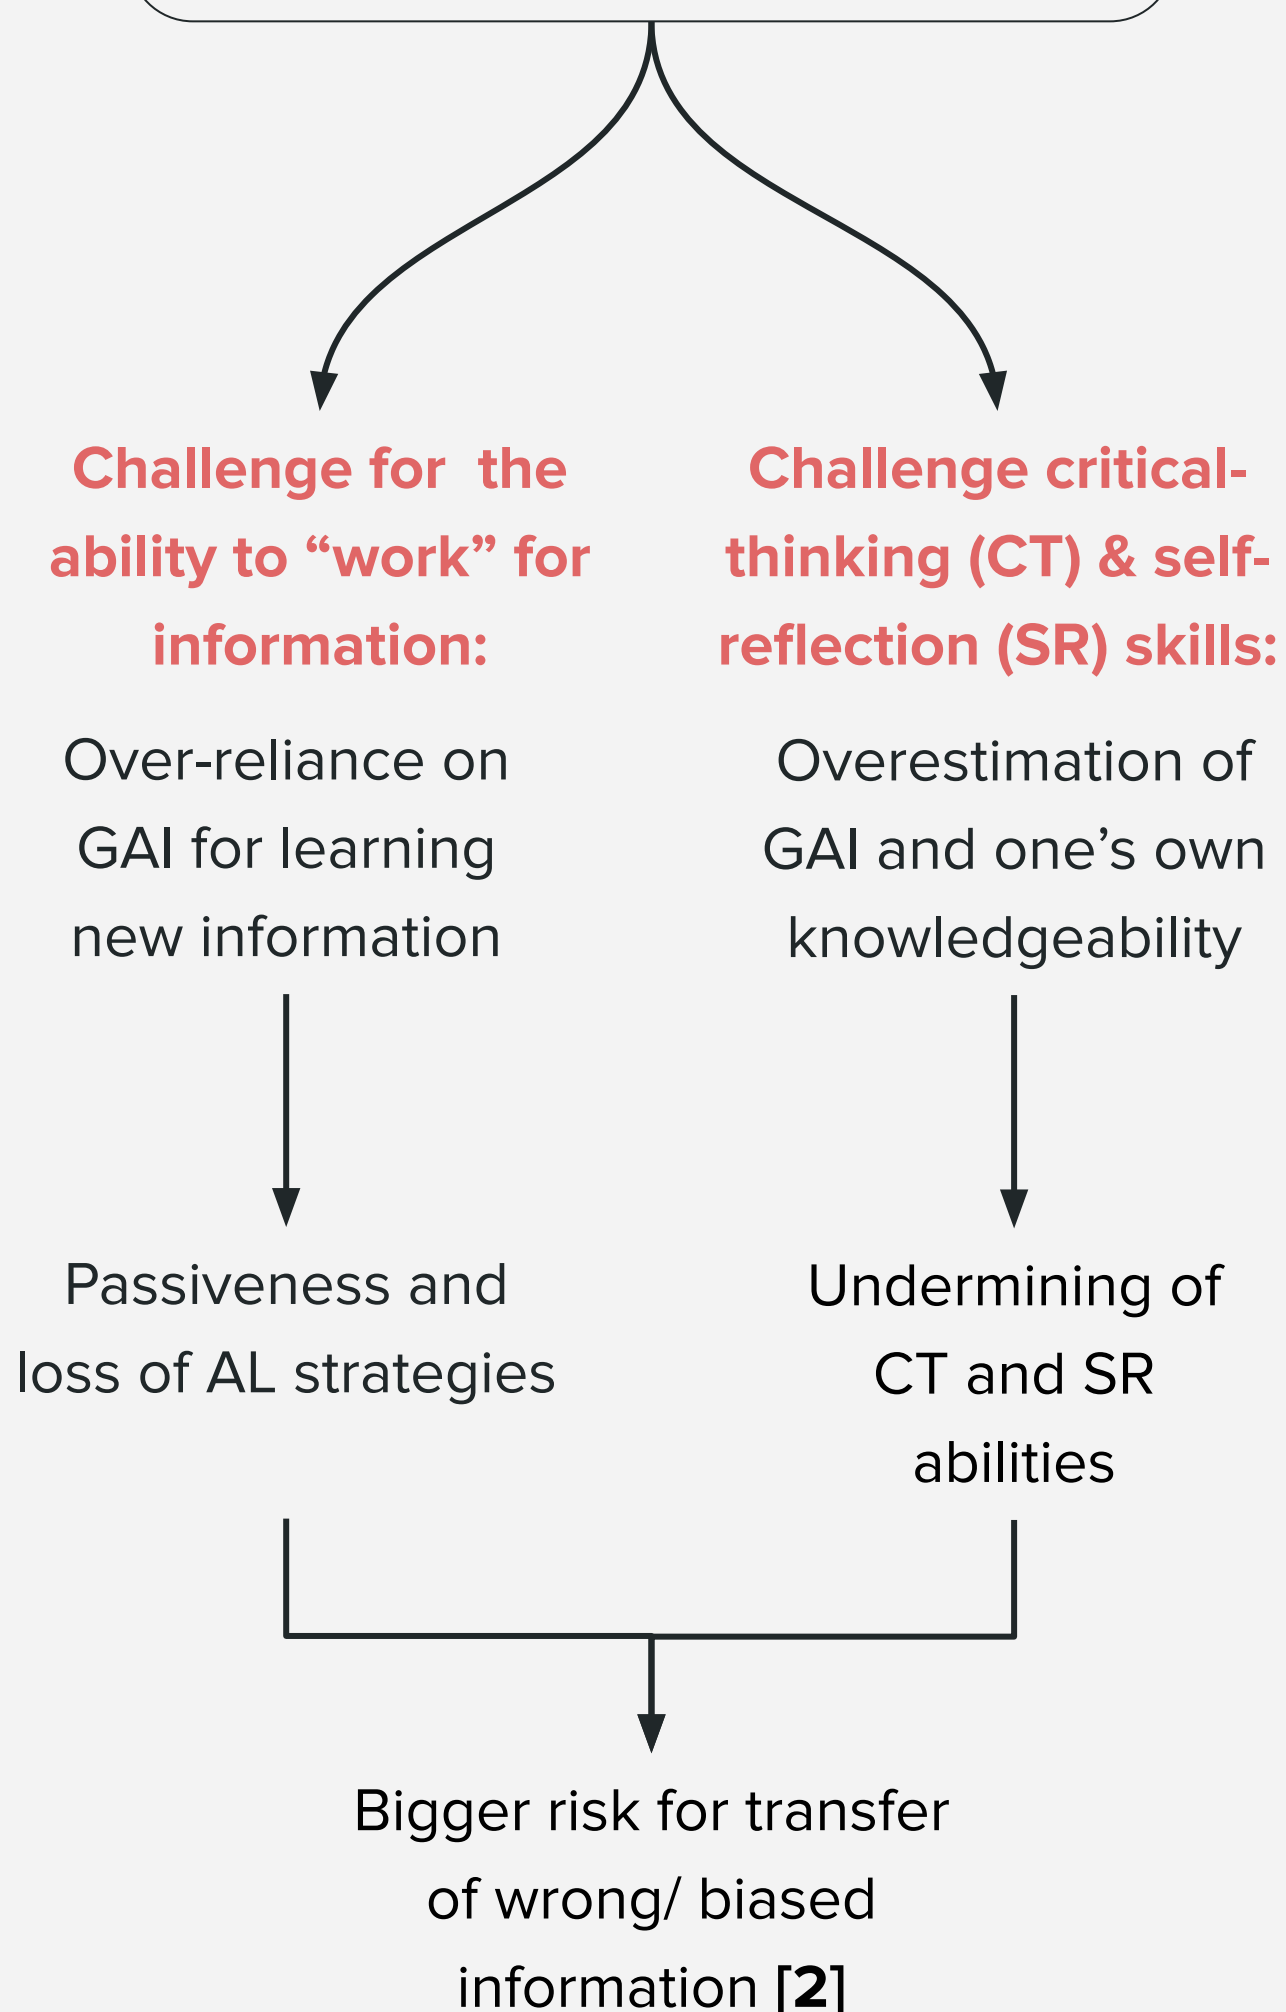 Challenge for the
ability to “work” for
information:
Over-reliance on
GAI for learning
new information
Passiveness and
loss of AL strategies
Challenge critical-
thinking (CT) & self-
reflection (SR) skills:
Overestimation of
GAI and one’s own
knowledgeability
Undermining of
CT and SR
abilities
Bigger risk for transfer
of wrong/ biased
information [2]